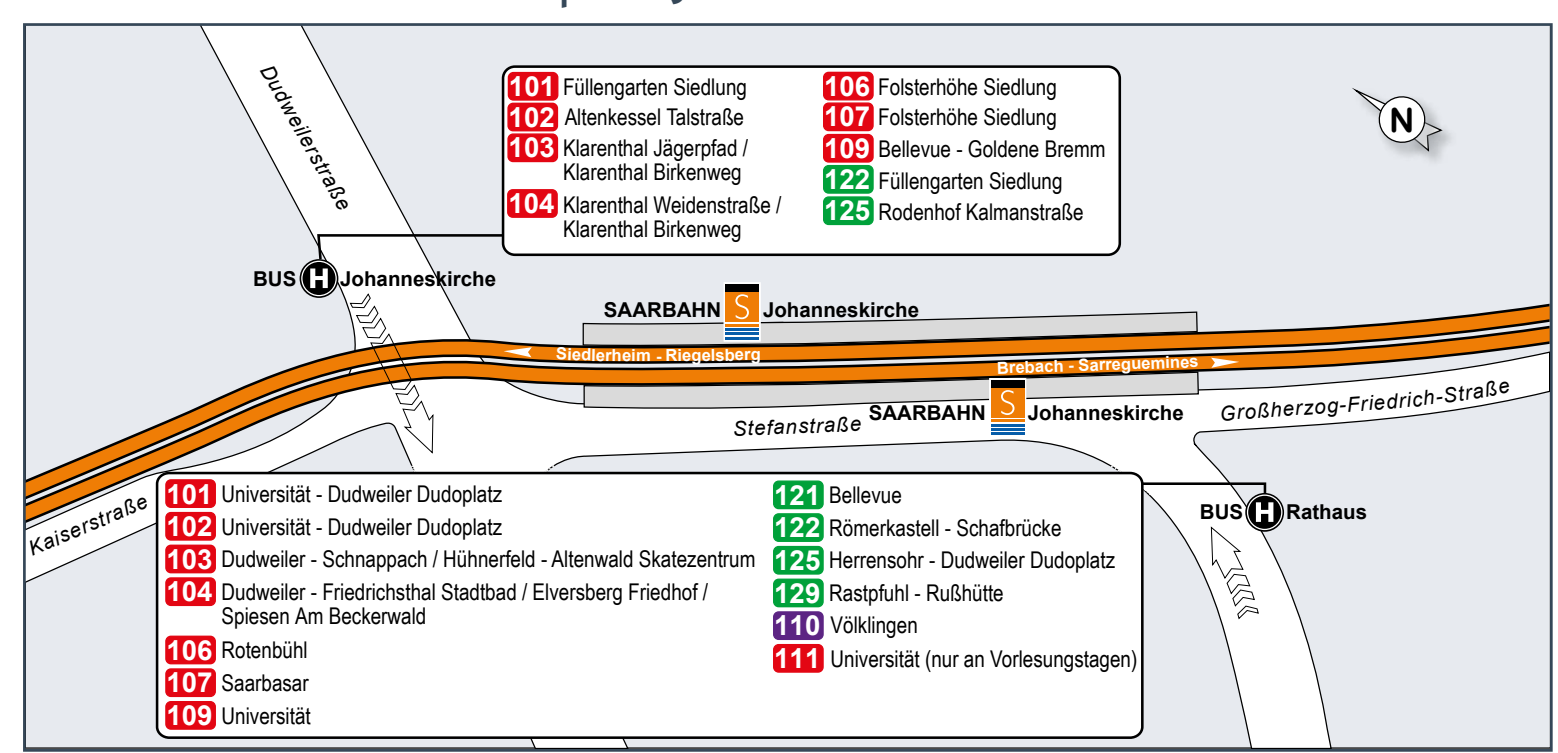 Dudweilerstraße
101 Füllengarten Siedlung
102 Altenkessel Talstraße
103 Klarenthal Jägerpfad /
Klarenthal Birkenweg
104 Klarenthal Weidenstraße /
Klarenthal Birkenweg
106 Folsterhöhe Siedlung
107 Folsterhöhe Siedlung
109 Bellevue - Goldene Bremm
122 Füllengarten Siedlung
125 Rodenhof Kalmanstraße
N
BUS H Johanneskirche
SAARBAHN S Johanneskirche
Siedlerheim - Riegelsberg
Brebach - Sarreguemines
SAARBAHN S Johanneskirche
Stefanstraße
Großherzog-Friedrich-Straße
Kaiserstraße
BUS H Rathaus
101 Universität - Dudweiler Dudoplatz
102 Universität - Dudweiler Dudoplatz
103 Dudweiler - Schnappach / Hühnerfeld - Altenwald Skatezentrum
104 Dudweiler - Friedrichsthal Stadtbad / Elversberg Friedhof /
Spiesen Am Beckerwald
106 Rotenbühl
107 Saarbasar
109 Universität
121 Bellevue
122 Römerkastell - Schafbrücke
125 Herrensohr - Dudweiler Dudoplatz
129 Rastpfuhl - Rußhütte
110 Völklingen
111 Universität (nur an Vorlesungstagen)